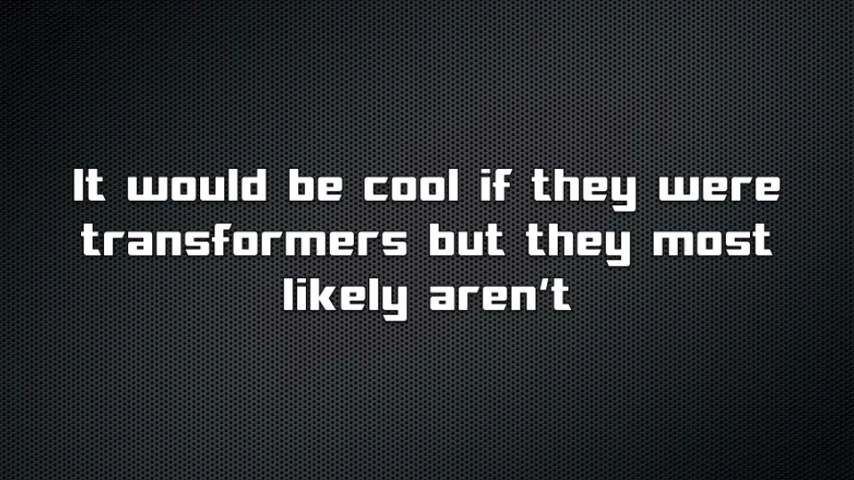 It would be cool if they were
transformers but they most
likely aren't